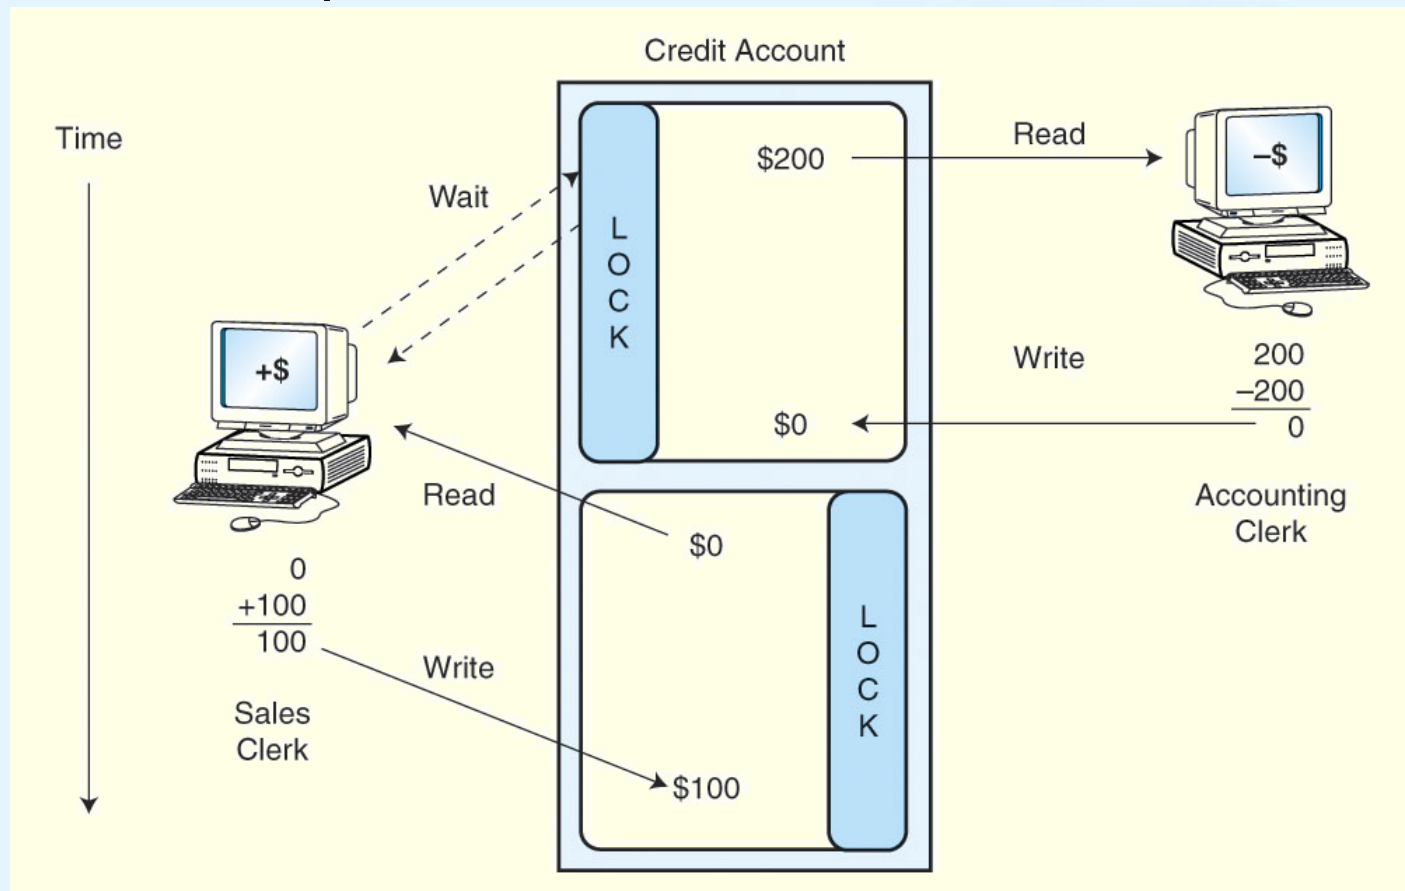 Credit Account
Time
Wait
L
O
C
K
$200
Read
–$
+$
Write
200
–200
0
$0
Accounting
Clerk
Read
$0
0
+100
100
Write
Sales
Clerk
$100
L
O
C
K